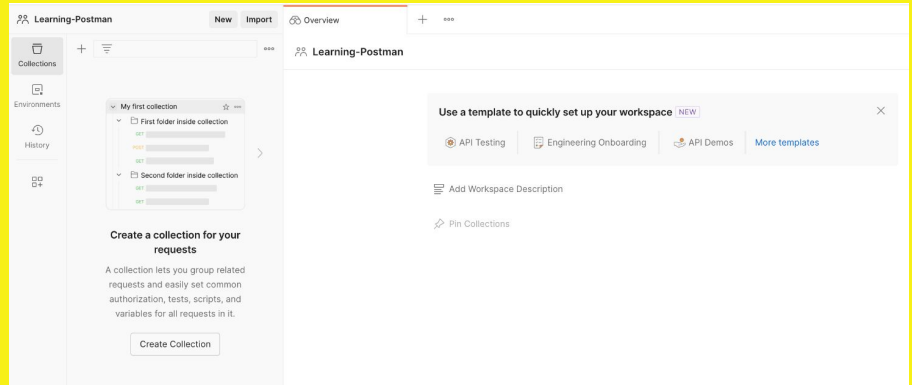 Learning-Postman
New
Import
Overview
Collections
Environments
History
My first collection
First folder inside collection
GET
POST
GET
Second folder inside collection
GET
GET
Create a collection for your
requests
A collection lets you group related
requests and easily set common
authorization, tests, scripts, and
variables for all requests in it.
Create Collection
Learning-Postman
Use a template to quickly set up your workspace NEW
API Testing
Engineering Onboarding
API Demos
More templates
Add Workspace Description
Pin Collections